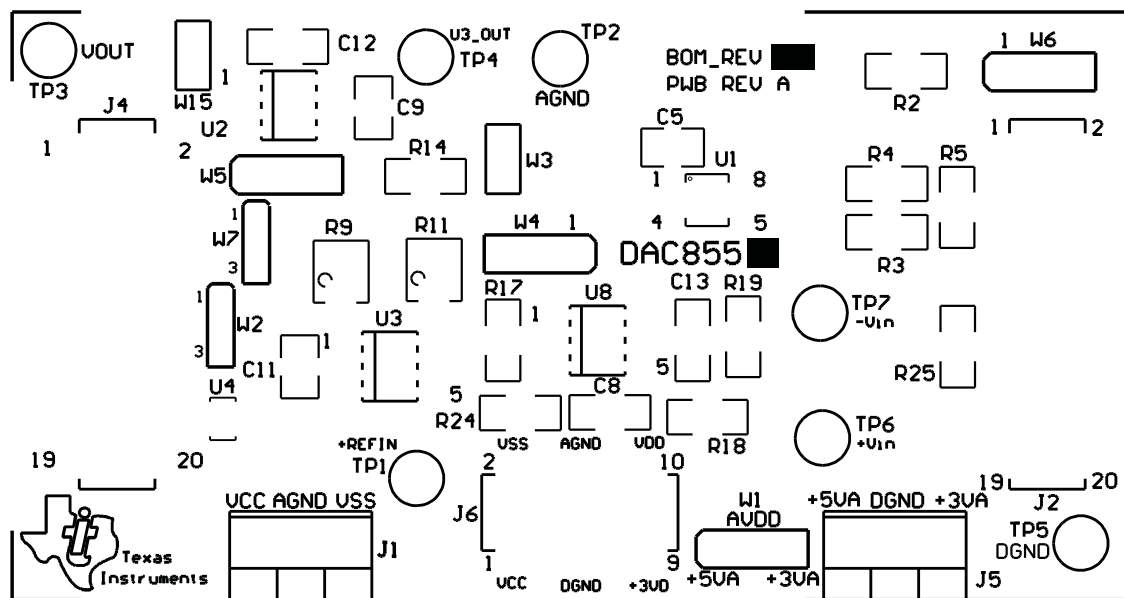 VOUT
TP3
J4
1
2
W15
1
U2
C12
C9
U3_OUT
TP4
TP2
AGND
BOM_REV
PWB REV A
R2
1 W6
1
2
W5
R14
W3
C5
U1
1
8
4
5
R4
R5
R3
1
W7
3
R9
R11
W4
1
DAC855
1
W2
3
C11
1
U3
U4
R17
1
5
U8
C13
5
R19
C8
R24
R18
VSS AGND VDD
TP7
-Vin
R25
TP6
+Vin
19
20
+REFIN
TP1
2
10
J6
1
9
VCC DGND +3VD
VCC AGND VSS
J1
Texas
Instruments
W1
AVDD
+5VA +3VA
+5VA DGND +3VA
J5
19
20
J2
TP5
DGND